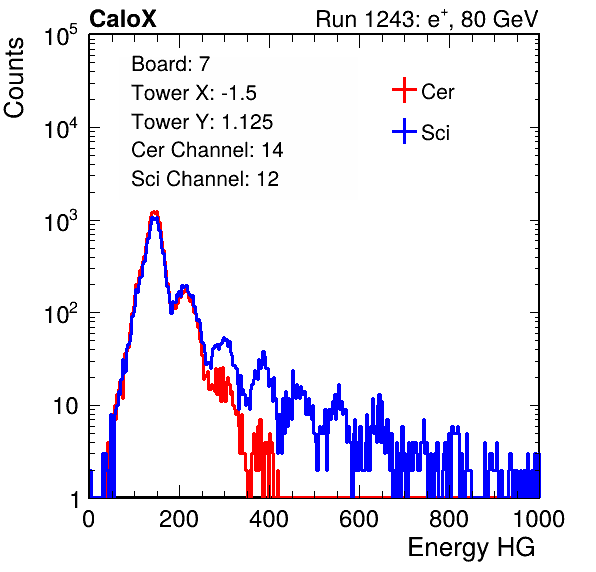 CaloX Run 1243: e⁺, 80 GeV
Counts
10⁵
10⁴
10³
10²
10
1
Board: 7
Tower X: -1.5
Tower Y: 1.125
Cer Channel: 14
Sci Channel: 12
Cer
Sci
0 200 400 600 800 1000
Energy HG